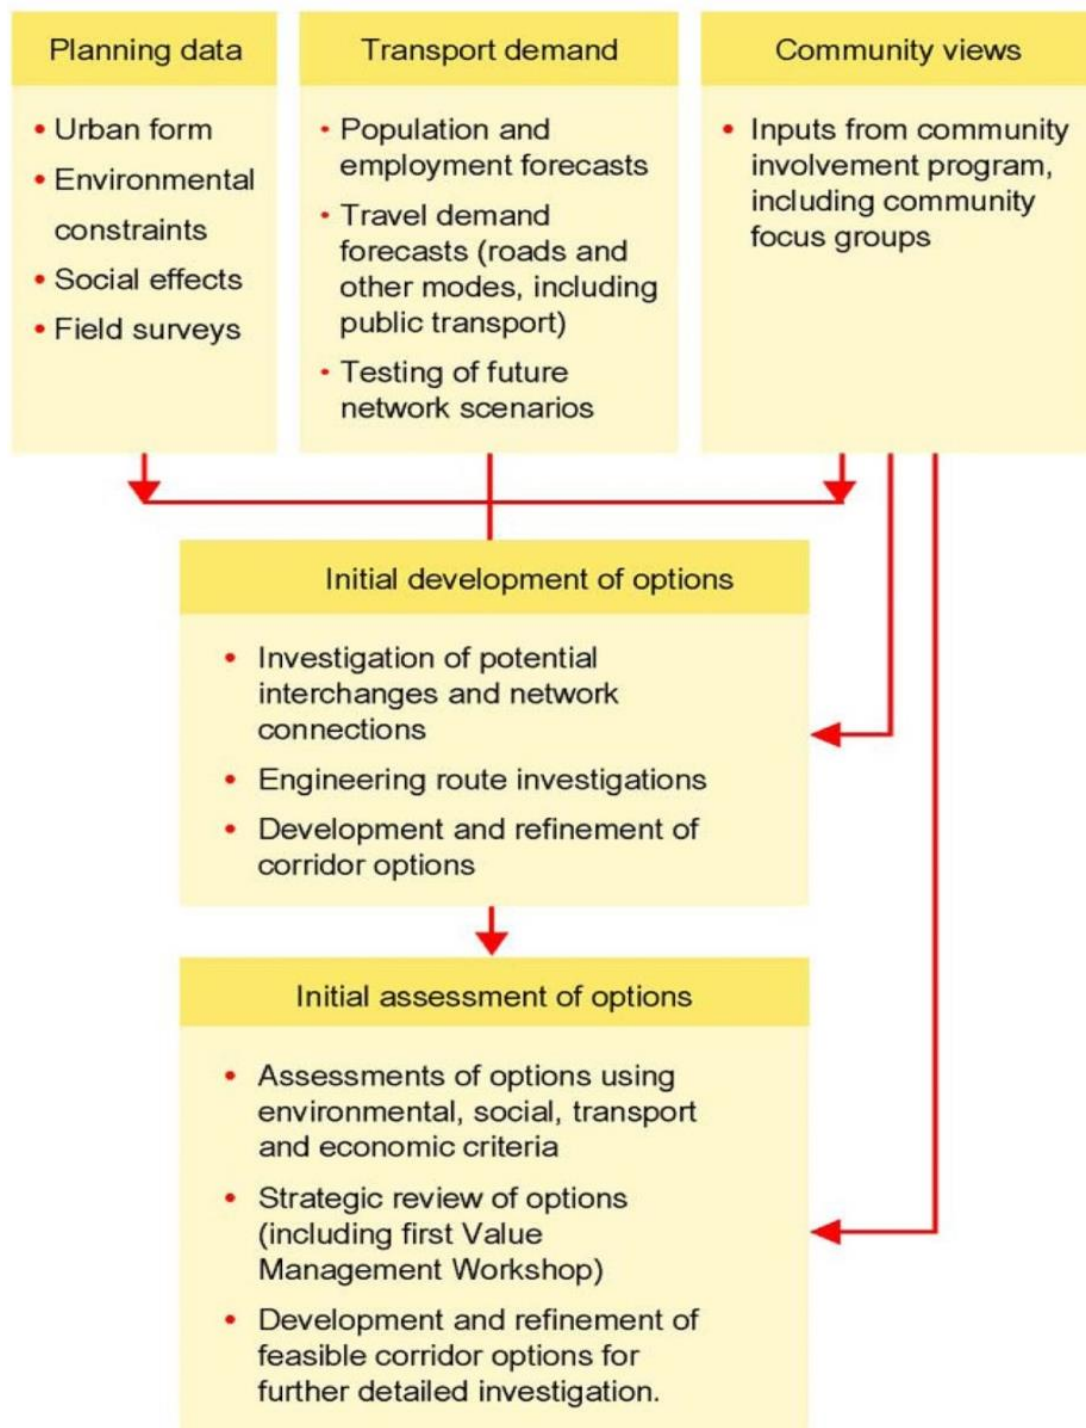 Planning data
• Urban form
• Environmental
constraints
• Social effects
• Field surveys
Transport demand
• Population and
employment forecasts
• Travel demand
forecasts (roads and
other modes, including
public transport)
• Testing of future
network scenarios
Community views
• Inputs from community
involvement program,
including community
focus groups
Initial development of options
• Investigation of potential
interchanges and network
connections
• Engineering route investigations
• Development and refinement of
corridor options
Initial assessment of options
• Assessments of options using
environmental, social, transport
and economic criteria
• Strategic review of options
(including first Value
Management Workshop)
• Development and refinement of
feasible corridor options for
further detailed investigation.